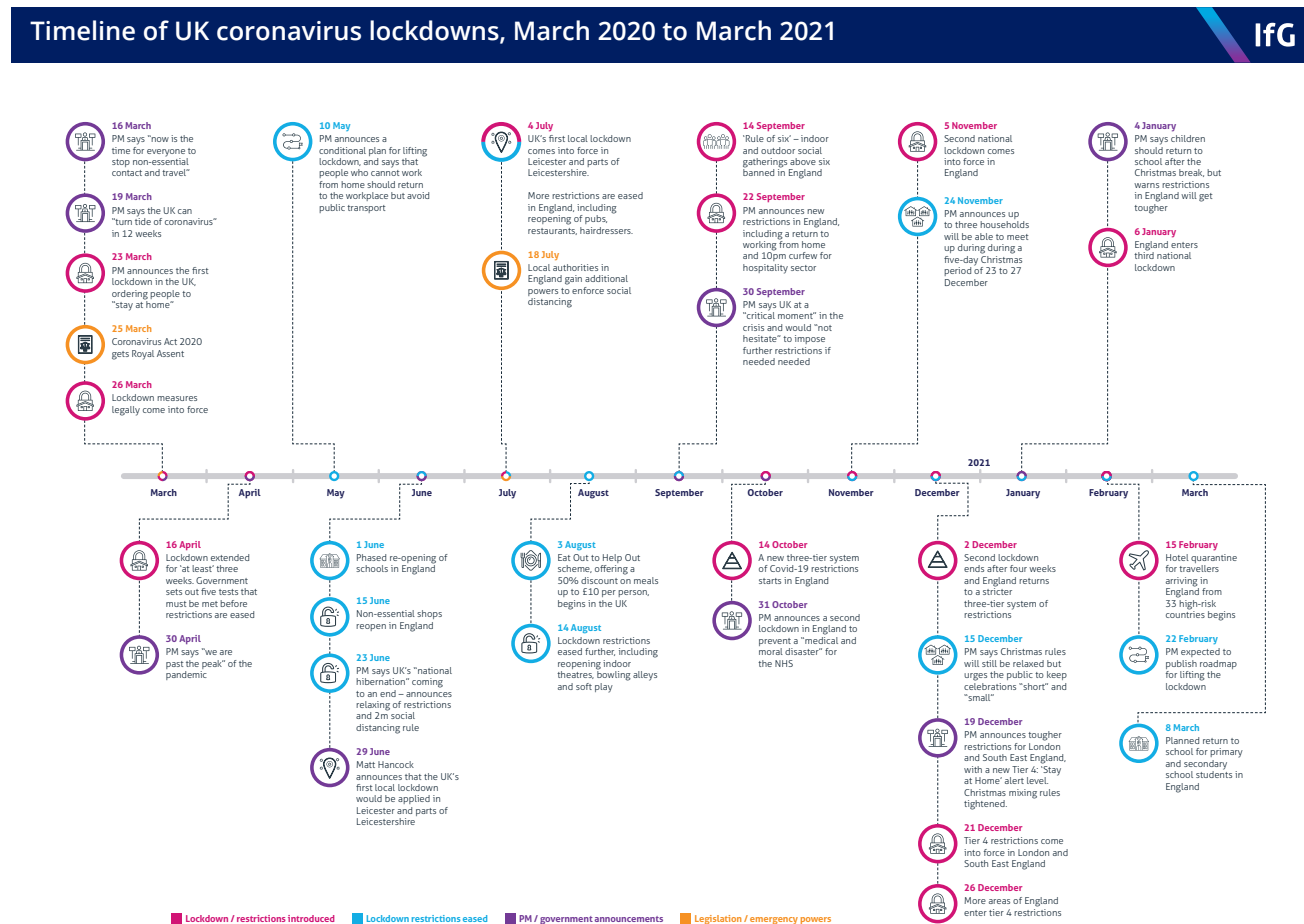 Timeline of UK coronavirus lockdowns, March 2020 to March 2021
IfG
16 March
PM says "now is the
time for everyone to
stop non-essential
contact and travel"
19 March
PM says the UK can
"turn tide of coronavirus"
in 12 weeks
23 March
PM announces the first
lockdown in the UK,
ordering people to
"stay at home"
25 March
Coronavirus Act 2020
gets Royal Assent
26 March
Lockdown measures
legally come into force
10 May
PM announces a
conditional plan for lifting
lockdown, and says that
people who cannot work
from home should return
to the workplace but avoid
public transport
4 July
UK's first local lockdown
comes into force in
Leicester and parts of
Leicestershire.
More restrictions are eased
in England, including
reopening of pubs,
restaurants, hairdressers.
18 July
Local authorities in
England gain additional
powers to enforce social
distancing
14 September
'Rule of six' – indoor
and outdoor social
gatherings above six
banned in England
22 September
PM announces new
restrictions in England,
including a return to
working from home
and 10pm curfew for
hospitality sector
30 September
PM says UK at a
"critical moment" in the
crisis and would "not
hesitate" to impose
further restrictions if
needed needed
5 November
Second national
lockdown comes
into force in
England
24 November
PM announces up
to three households
will be able to meet
up during during a
five-day Christmas
period of 23 to 27
December
4 January
PM says children
should return to
school after the
Christmas break, but
warns restrictions
in England will get
tougher
6 January
England enters
third national
lockdown
2021
March
April
May
June
July
August
September
October
November
December
January
February
March
16 April
Lockdown extended
for 'at least' three
weeks. Government
sets out five tests that
must be met before
restrictions are eased
30 April
PM says "we are
past the peak" of the
pandemic
1 June
Phased re-opening of
schools in England
15 June
Non-essential shops
reopen in England
23 June
PM says UK's "national
hibernation" coming
to an end – announces
relaxing of restrictions
and 2m social
distancing rule
29 June
Matt Hancock
announces that the UK's
first local lockdown
would be applied in
Leicester and parts of
Leicestershire
3 August
Eat Out to Help Out
scheme, offering a
50% discount on meals
up to £10 per person,
begins in the UK
14 August
Lockdown restrictions
eased further, including
reopening indoor
theatres, bowling alleys
and soft play
14 October
A new three-tier system
of Covid-19 restrictions
starts in England
31 October
PM announces a second
lockdown in England to
prevent a "medical and
moral disaster" for
the NHS
2 December
Second lockdown
ends after four weeks
and England returns
to a stricter
three-tier system of
restrictions
15 December
PM says Christmas rules
will still be relaxed but
urges the public to keep
celebrations "short" and
"small"
19 December
PM announces tougher
restrictions for London
and South East England,
with a new Tier 4: 'Stay
at Home' alert level.
Christmas mixing rules
tightened.
21 December
Tier 4 restrictions come
into force in London and
South East England
26 December
More areas of England
enter tier 4 restrictions
15 February
Hotel quarantine
for travellers
arriving in
England from
33 high-risk
countries begins
22 February
PM expected to
publish roadmap
for lifting the
lockdown
8 March
Planned return to
school for primary
and secondary
school students in
England
Lockdown / restrictions introduced
Lockdown restrictions eased
PM / government announcements
Legislation / emergency powers